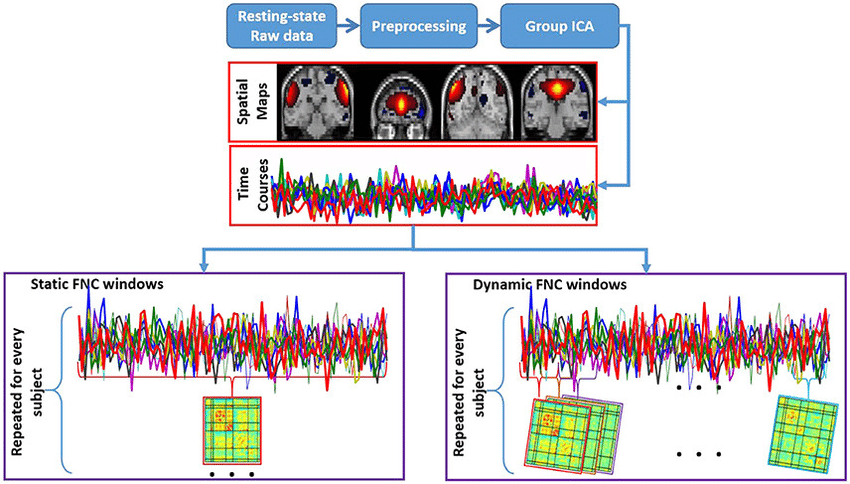 Resting-state
Raw data
Preprocessing
Group ICA
Spatial
Maps
Time
Courses
Static FNC windows
Repeated for every
subject
Dynamic FNC windows
Repeated for every
subject